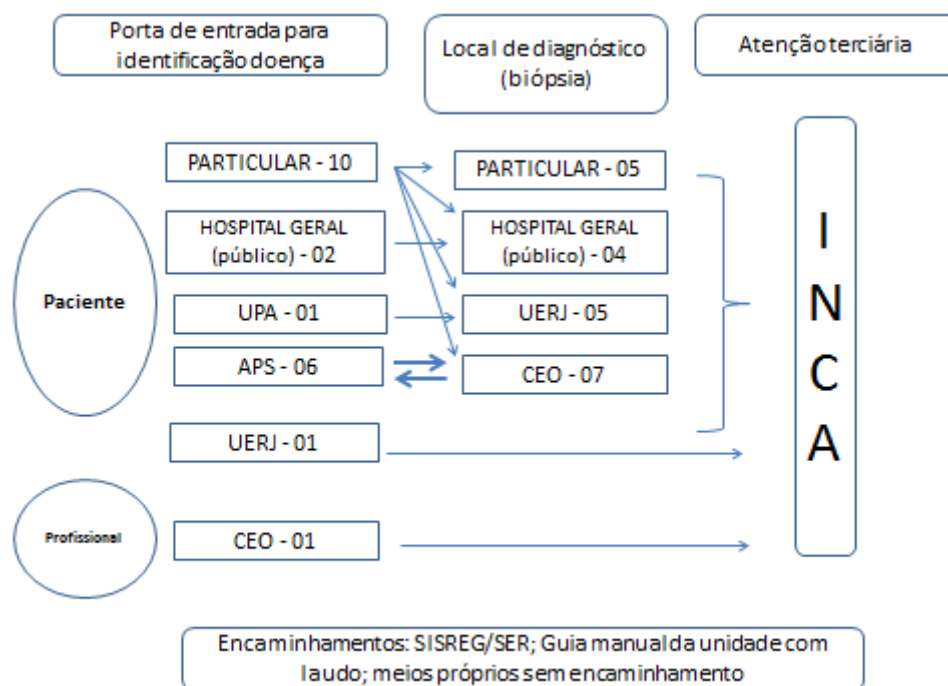 Porta de entrada para
identificação doença
Local de diagnóstico
(biópsia)
Atenção terciária
PARTICULAR - 10
PARTICULAR - 05
HOSPITAL GERAL
(público) - 02
HOSPITAL GERAL
(público) - 04
Paciente
UPA - 01
UERJ - 05
APS - 06
CEO - 07
UERJ - 01
Profissional
CEO - 01
I
N
C
A
Encaminhamentos: SISREG/SER; Guia manual da unidade com
laudo; meios próprios sem encaminhamento